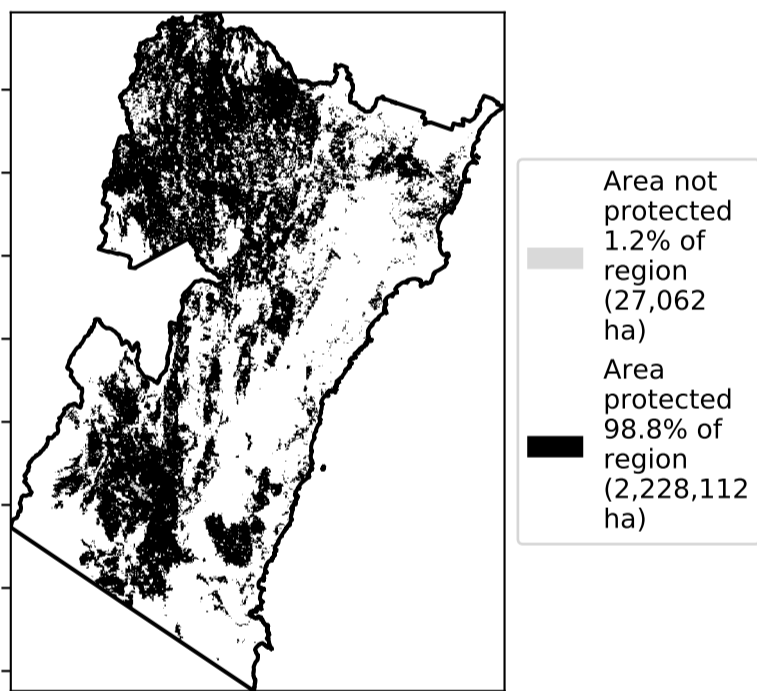 Area not
protected
1.2% of
region
(27,062
ha)
Area
protected
98.8% of
region
(2,228,112
ha)